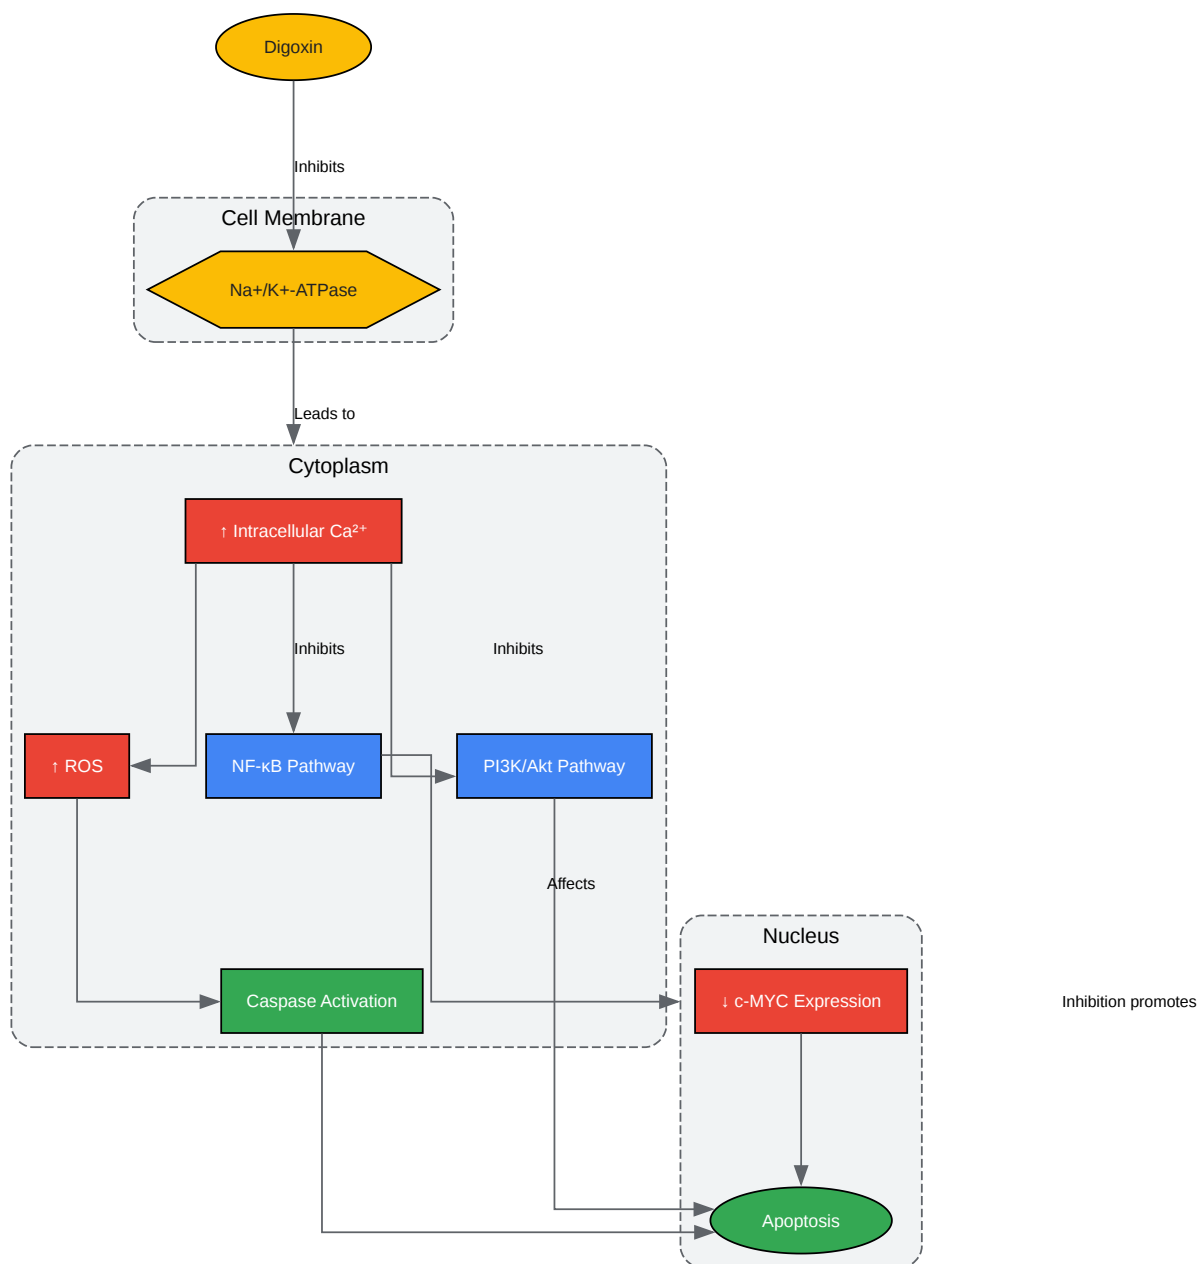 Digoxin
Inhibits
Cell Membrane
Na+/K+-ATPase
Leads to
Cytoplasm
↑ Intracellular Ca²⁺
Inhibits
Inhibits
↑ ROS
NF-κB Pathway
PI3K/Akt Pathway
Affects
Nucleus
Caspase Activation
↓ c-MYC Expression
Inhibition promotes
Apoptosis